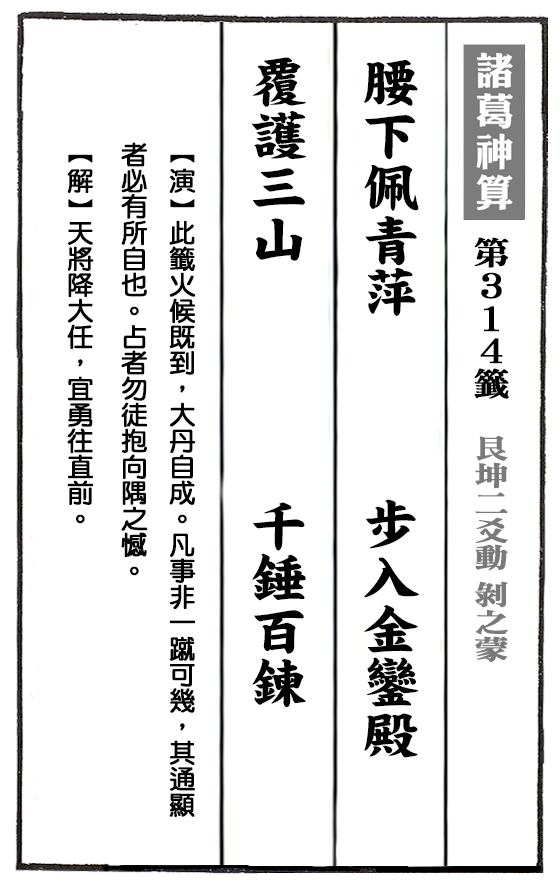 諸葛神算 第314籤 艮坤二爻動 剝之蒙
腰下佩青萍 步入金鑾殿
覆護三山 千錘百鍊
【演】此籤火候既到，大丹自成。凡事非一蹴可幾，其通顯
者必有所自也。占者勿徒抱向隅之憾。
【解】天將降大任，宜勇往直前。